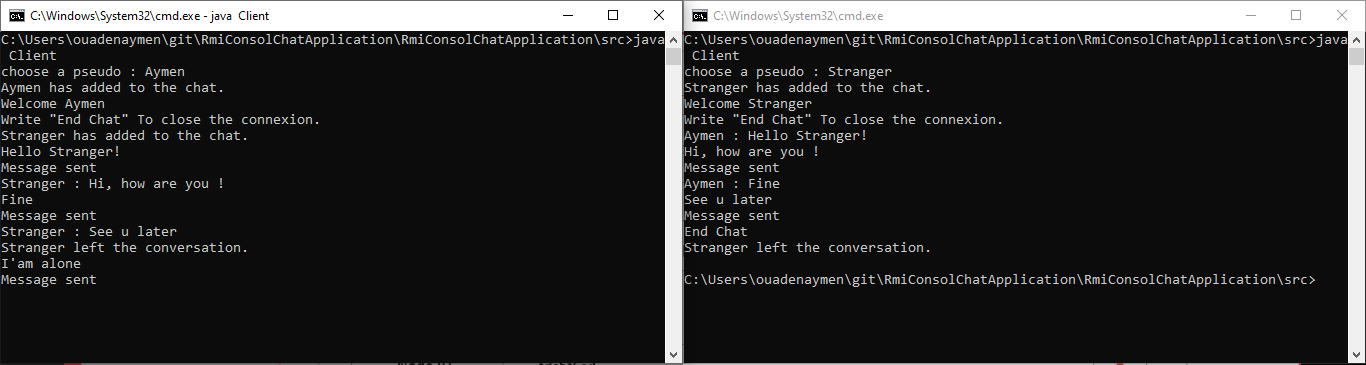 C:\Windows\System32\cmd.exe - java  Client
C:\Users\ouadenaymen\git\RmiConsolChatApplication\RmiConsolChatApplication\src>java
 Client
choose a pseudo : Aymen
Aymen has added to the chat.
Welcome Aymen
Write "End Chat" To close the connexion.
Stranger has added to the chat.
Hello Stranger!
Message sent
Stranger : Hi, how are you !
Fine
Message sent
Stranger : See u later
Stranger left the conversation.
I'am alone
Message sent
C:\Windows\System32\cmd.exe
C:\Users\ouadenaymen\git\RmiConsolChatApplication\RmiConsolChatApplication\src>java
 Client
choose a pseudo : Stranger
Stranger has added to the chat.
Welcome Stranger
Write "End Chat" To close the connexion.
Aymen : Hello Stranger!
Hi, how are you !
Message sent
Aymen : Fine
See u later
Message sent
End Chat
Stranger left the conversation.
C:\Users\ouadenaymen\git\RmiConsolChatApplication\RmiConsolChatApplication\src>